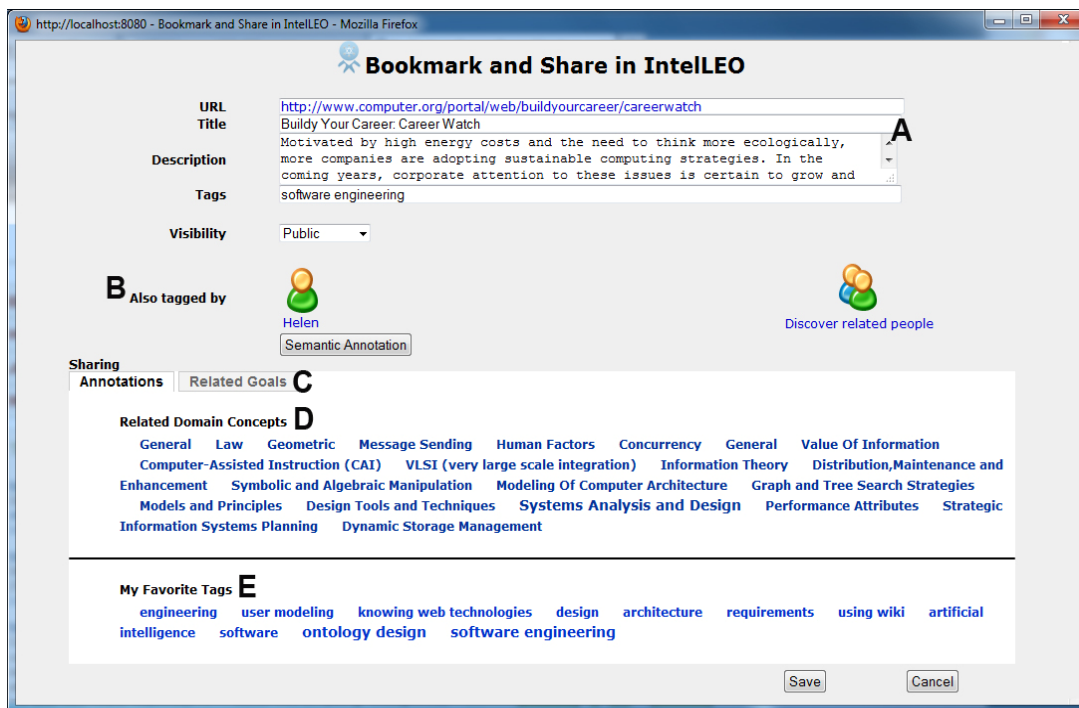 http://localhost:8080 - Bookmark and Share in IntelLEO - Mozilla Firefox
Bookmark and Share in IntelLEO
URL http://www.computer.org/portal/web/buildyourcareer/careerwatch
Title Buildy Your Career: Career Watch
A
Description Motivated by high energy costs and the need to think more ecologically,
more companies are adopting sustainable computing strategies. In the
coming years, corporate attention to these issues is certain to grow and
Tags software engineering
Visibility Public
B Also tagged by
Helen Discover related people
Semantic Annotation
Sharing
Annotations Related Goals C
Related Domain Concepts D
General Law Geometric Message Sending Human Factors Concurrency General Value Of Information
Computer-Assisted Instruction (CAI) VLSI (very large scale integration) Information Theory Distribution,Maintenance and
Enhancement Symbolic and Algebraic Manipulation Modeling Of Computer Architecture Graph and Tree Search Strategies
Models and Principles Design Tools and Techniques Systems Analysis and Design Performance Attributes Strategic
Information Systems Planning Dynamic Storage Management
My Favorite Tags E
engineering user modeling knowing web technologies design architecture requirements using wiki artificial
intelligence software ontology design software engineering
Save Cancel